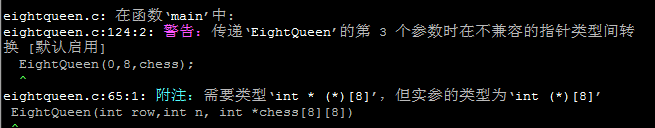 eightqueen.c: 在函数‘main’中:
eightqueen.c:124:2: 警告：传递‘EightQueen’的第 3 个参数时在不兼容的指针类型间转
换 [默认启用]
  EightQueen(0,8,chess);
  ^
eightqueen.c:65:1: 附注：需要类型‘int * (*)[8]’，但实参的类型为‘int (*)[8]’
 EightQueen(int row,int n, int *chess[8][8])
 ^